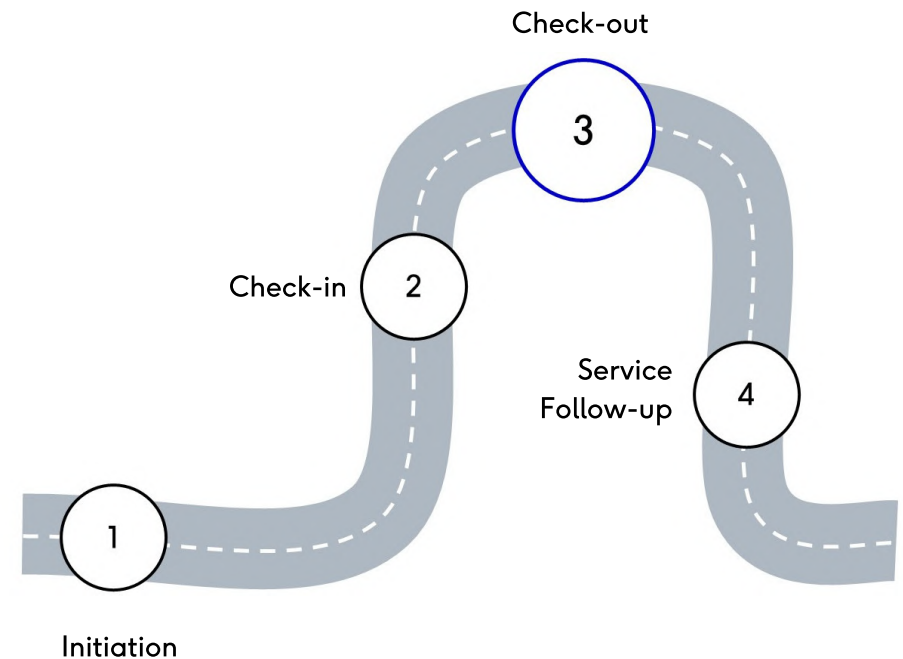 Check-out
3
Check-in
2
Service
Follow-up
4
1
Initiation